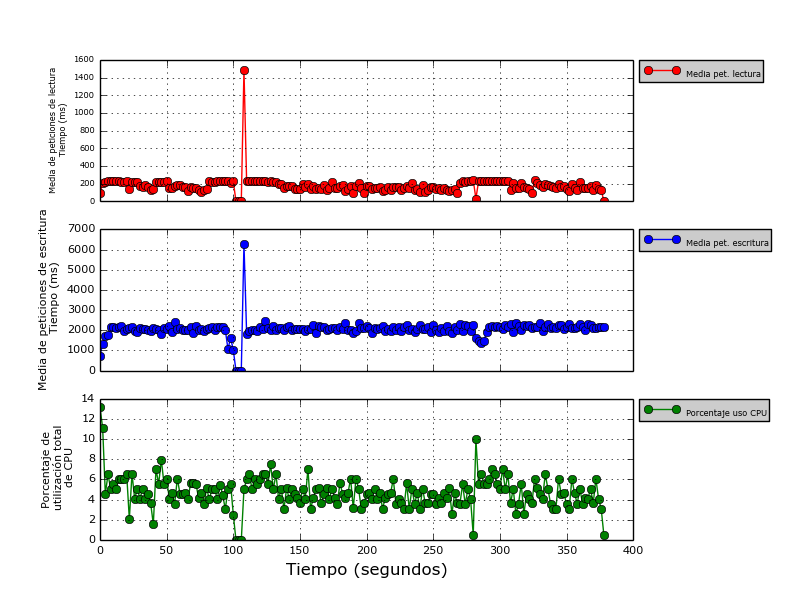 1600
1400
1200
1000
800
600
400
200
0
Media de peticiones de lectura
Tiempo (ms)
Media pet. lectura
7000
6000
5000
4000
3000
2000
1000
0
Media de peticiones de escritura
Tiempo (ms)
Media pet. escritura
14
12
10
8
6
4
2
0
Porcentaje de
utilización total
de CPU
Porcentaje uso CPU
0 50 100 150 200 250 300 350 400
Tiempo (segundos)